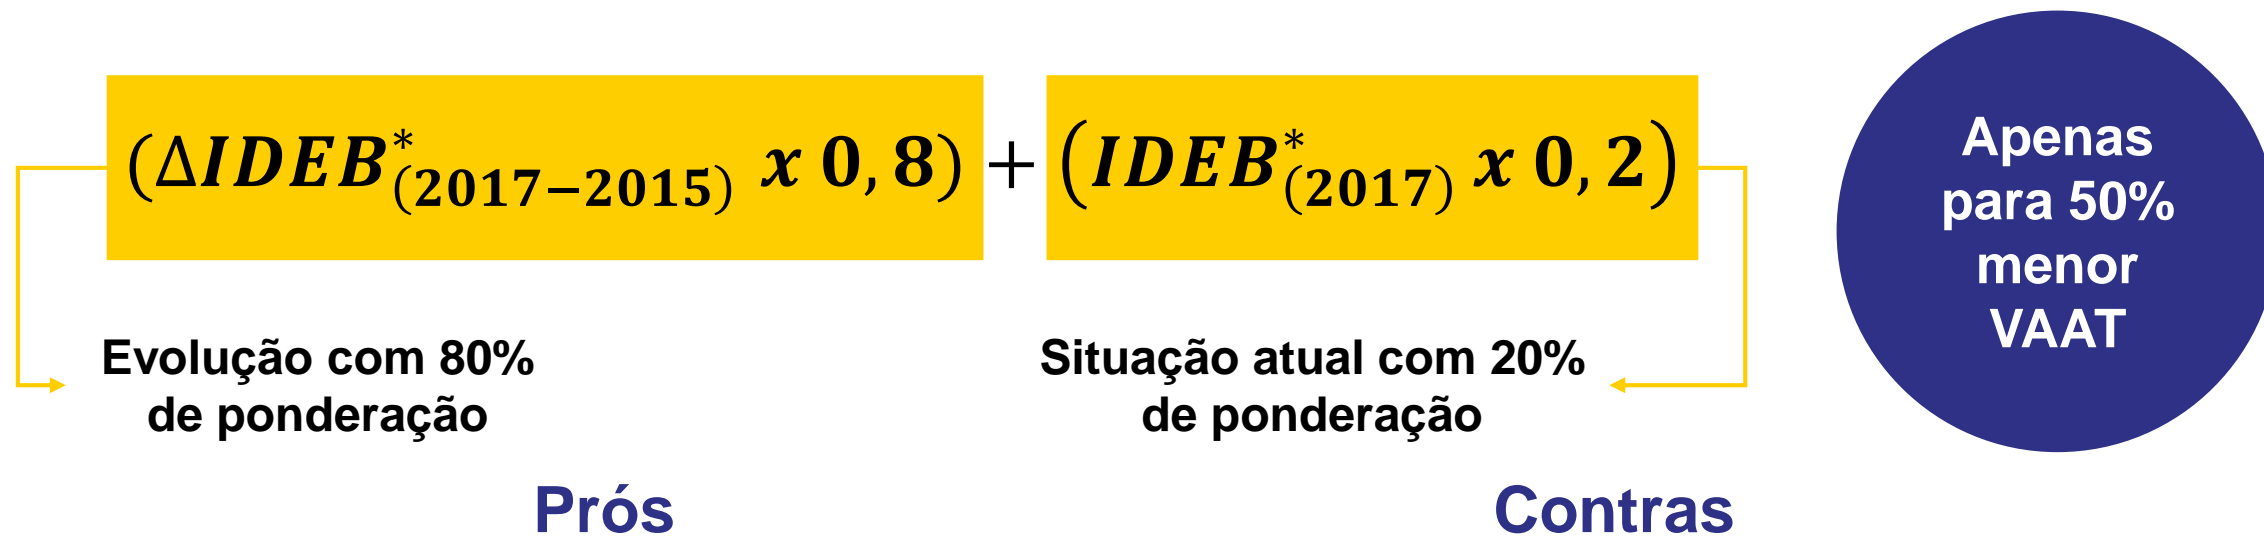 (ΔIDEB*(2017−2015) x 0,8) + (IDEB*(2017) x 0,2)
Evolução com 80%
de ponderação
Situação atual com 20%
de ponderação
Apenas
para 50%
menor
VAAT
Prós
Contras